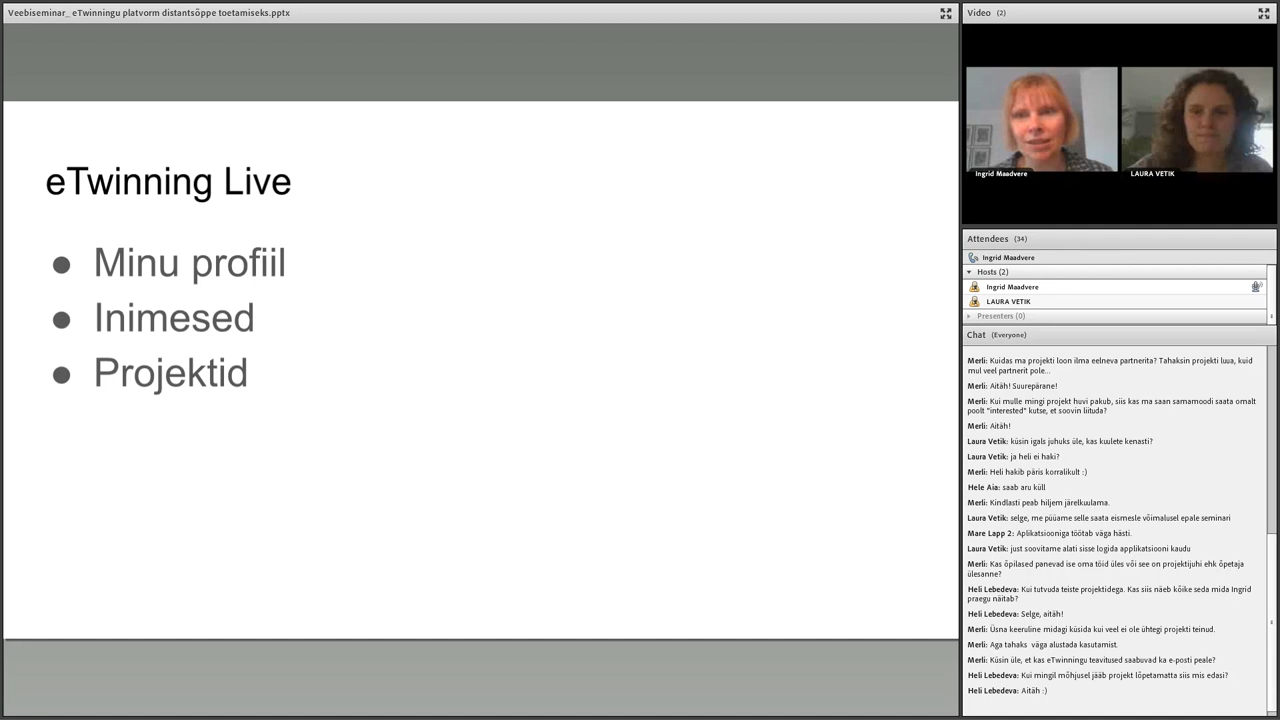 Veebiseminar_ eTwinningu platvorm distantsõppe toetamiseks.pptx
eTwinning Live
● Minu profiil
● Inimesed
● Projektid
Video (2)
Ingrid Maadvere
LAURA VETIK
Attendees (34)
Ingrid Maadvere
Hosts (2)
Ingrid Maadvere
LAURA VETIK
Presenters (0)
Chat (Everyone)
Merli: Kuidas ma projekti loon ilma eelneva partnerita? Tahaksin projekti luua, kuid
mul veel partnerit pole...
Merli: Aitäh! Suurepärane!
Merli: Kui mulle mingi projekt huvi pakub, siis kas ma saan samamoodi saata omalt
poolt "interested" kutse, et soovin liituda?
Merli: Aitäh!
Laura Vetik: küsin igals juhuks üle, kas kuulete kenasti?
Laura Vetik: ja heli ei haki?
Merli: Heli hakib päris korralikult :)
Hele Aia: saab aru küll
Merli: Kindlasti peab hiljem järelkuulama.
Laura Vetik: selge, me püüame selle saata eismesle võimalusel epale seminari
Mare Lapp 2: Aplikatsiooniga töötab väga hästi.
Laura Vetik: just soovitame alati sisse logida applikatsiooni kaudu
Merli: Kas õpilased panevad ise oma töid üles või see on projektijuhi ehk õpetaja
ülesanne?
Heli Lebedeva: Kui tutvuda teiste projektidega. Kas siis näeb kõike seda mida Ingrid
praegu näitab?
Heli Lebedeva: Selge, aitäh!
Merli: Üsna keeruline midagi küsida kui veel ei ole ühtegi projekti teinud.
Merli: Aga tahaks väga alustada kasutamist.
Merli: Küsin üle, et kas eTwinningu teavitused saabuvad ka e-posti peale?
Heli Lebedeva: Kui mingil mõhjusel jääb projekt lõpetamatta siis mis edasi?
Heli Lebedeva: Aitäh :)